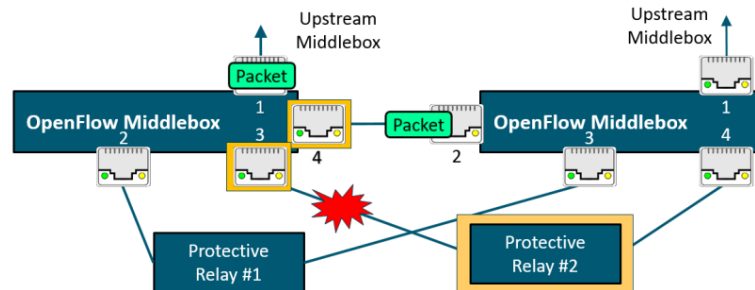 Upstream
Middlebox
Upstream
Middlebox
Packet
1
OpenFlow Middlebox
2
3
4
Packet
2
1
OpenFlow Middlebox
3
4
Protective
Relay #1
Protective
Relay #2